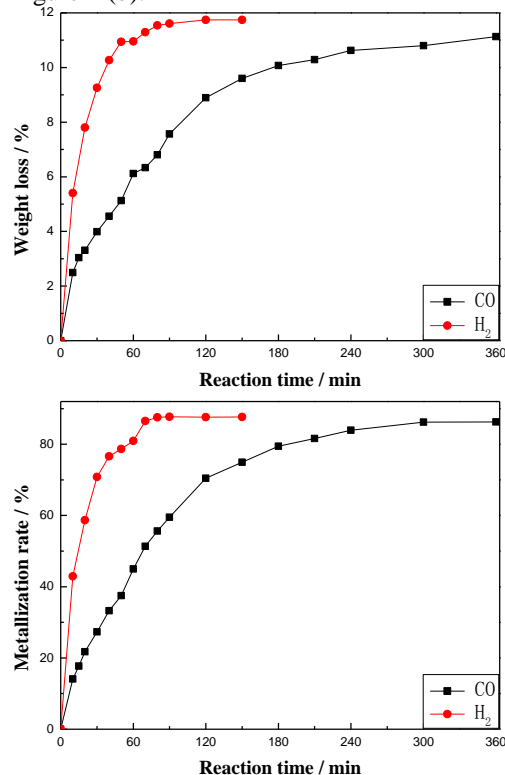 12
10
8
6
4
2
0
Weight loss / %
CO
H₂
0 60 120 180 240 300 360
Reaction time / min
80
60
40
20
0
Metallization rate / %
CO
H₂
0 60 120 180 240 300 360
Reaction time / min